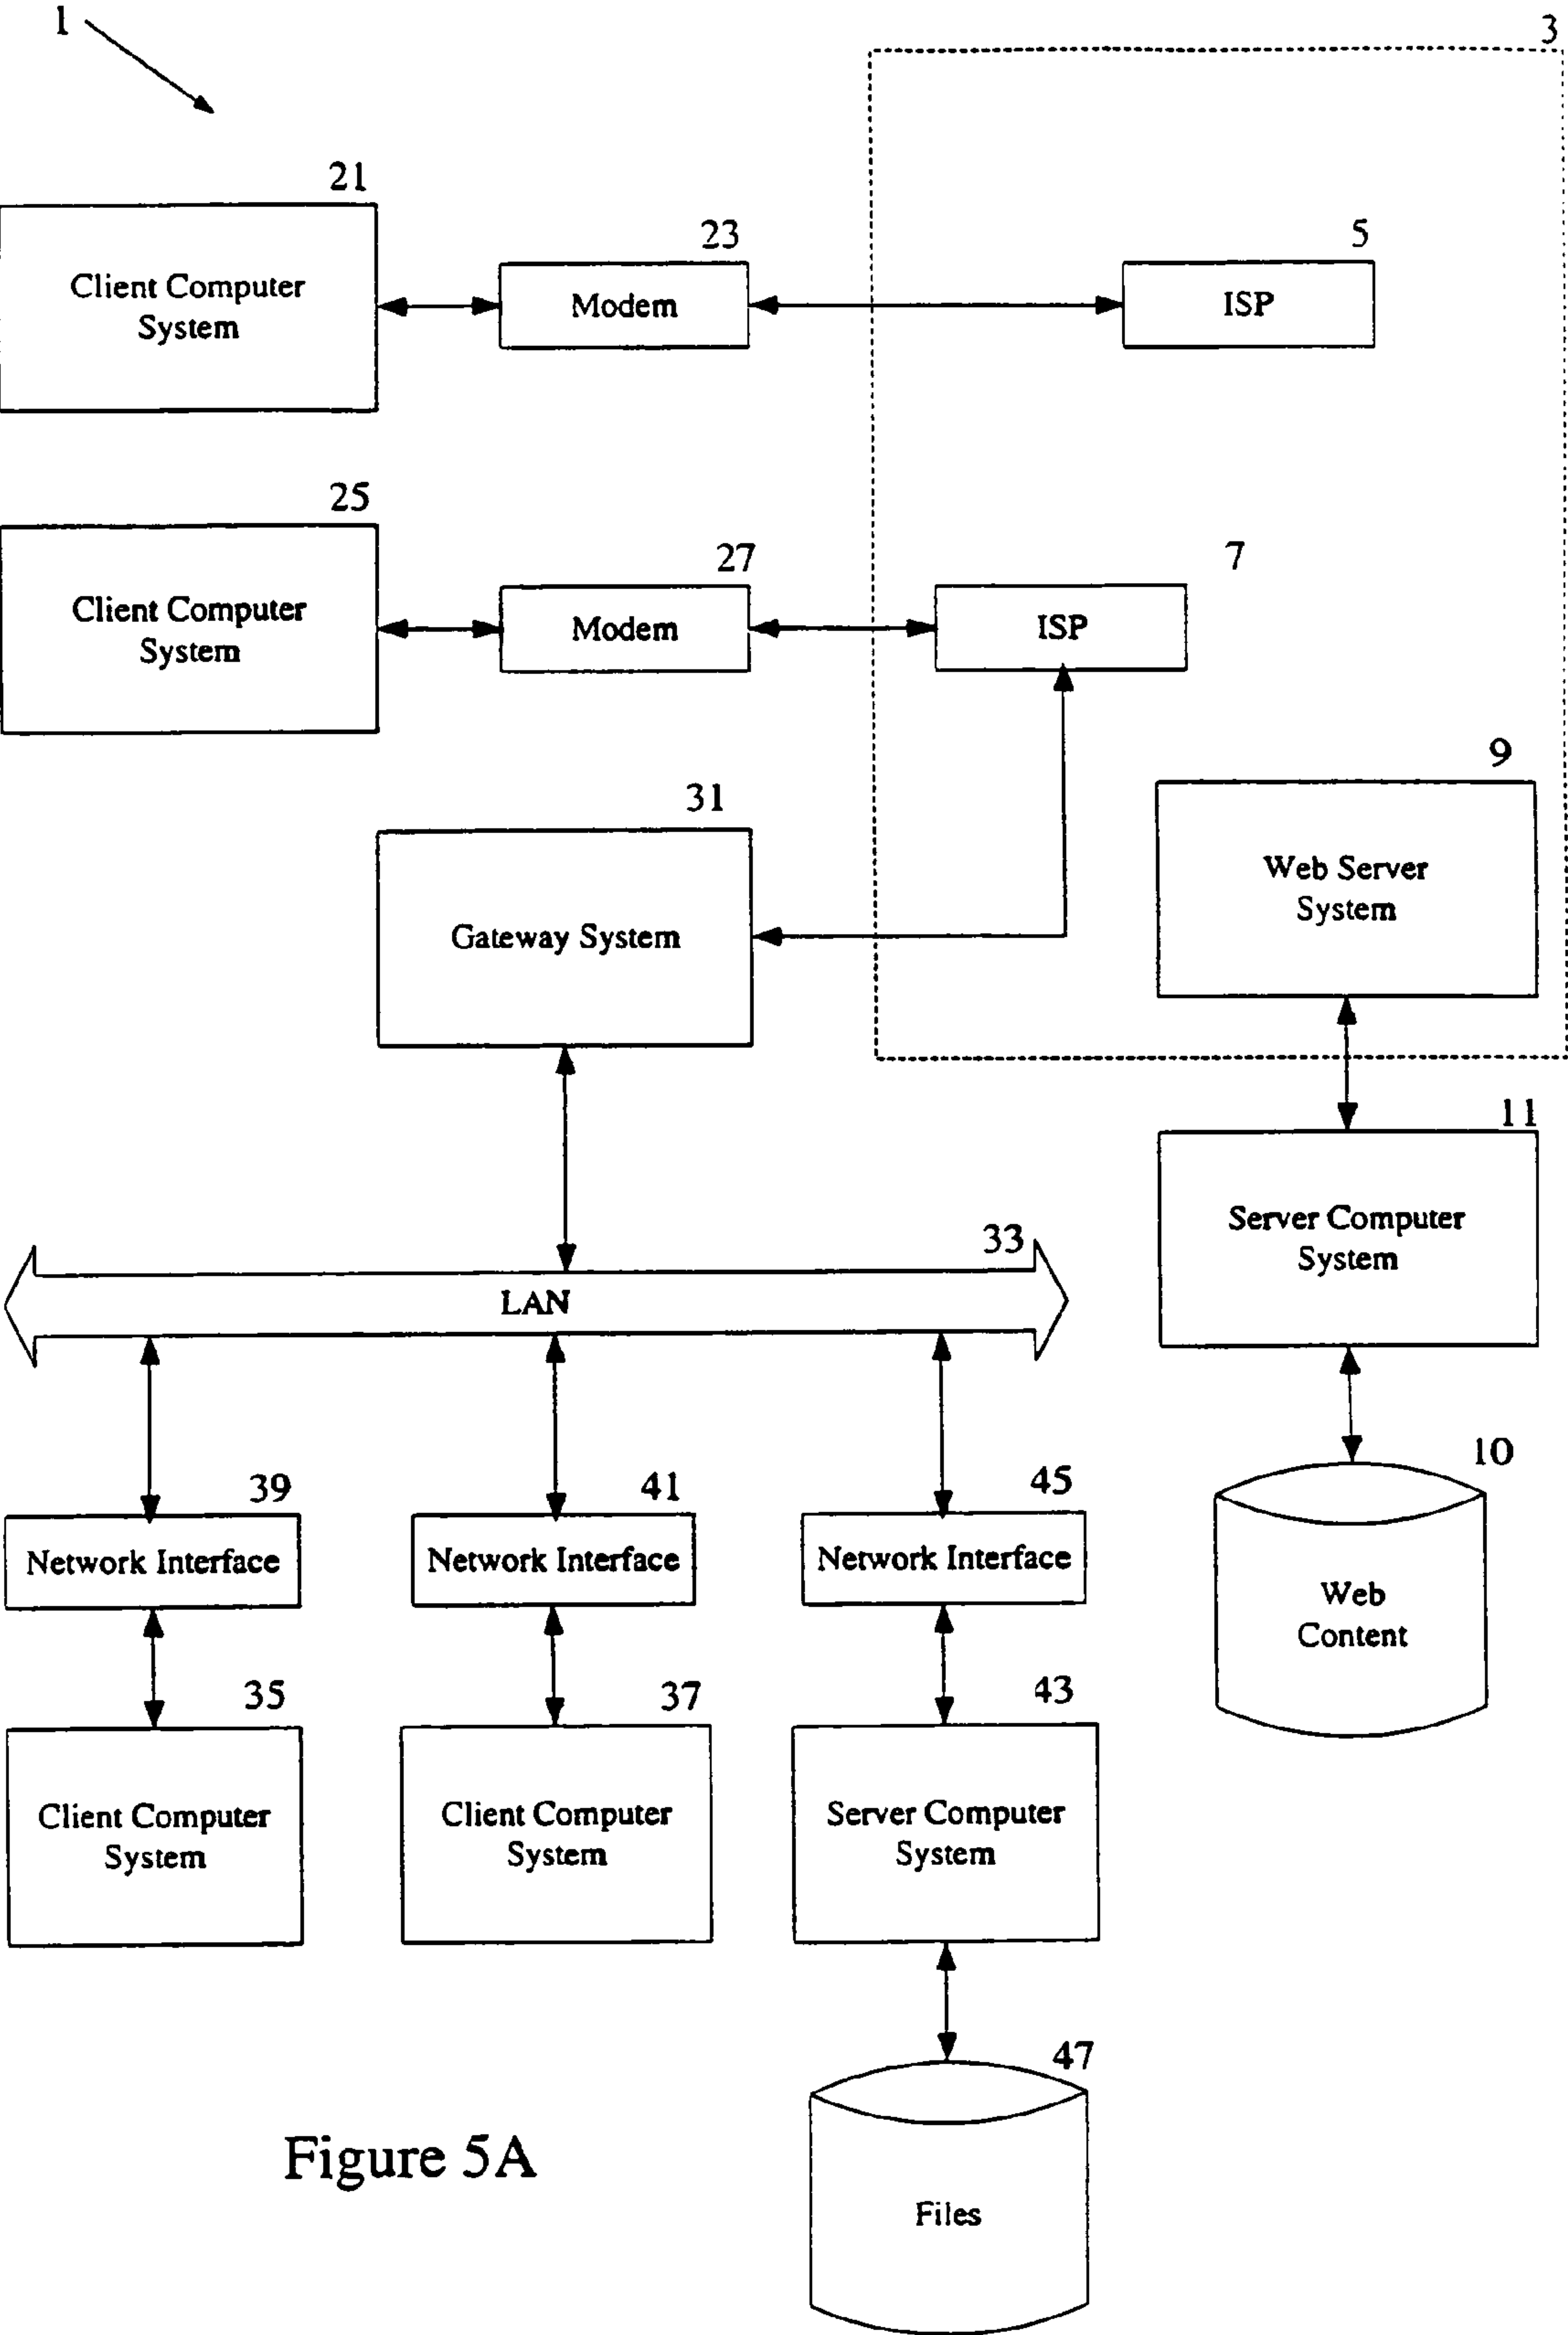 1
3
21
Client Computer
System
23
Modem
5
ISP
25
Client Computer
System
27
Modem
7
ISP
31
Gateway System
9
Web Server
System
11
Server Computer
System
33
LAN
10
Web
Content
39
Network Interface
41
Network Interface
45
Network Interface
35
Client Computer
System
37
Client Computer
System
43
Server Computer
System
47
Files
Figure 5A